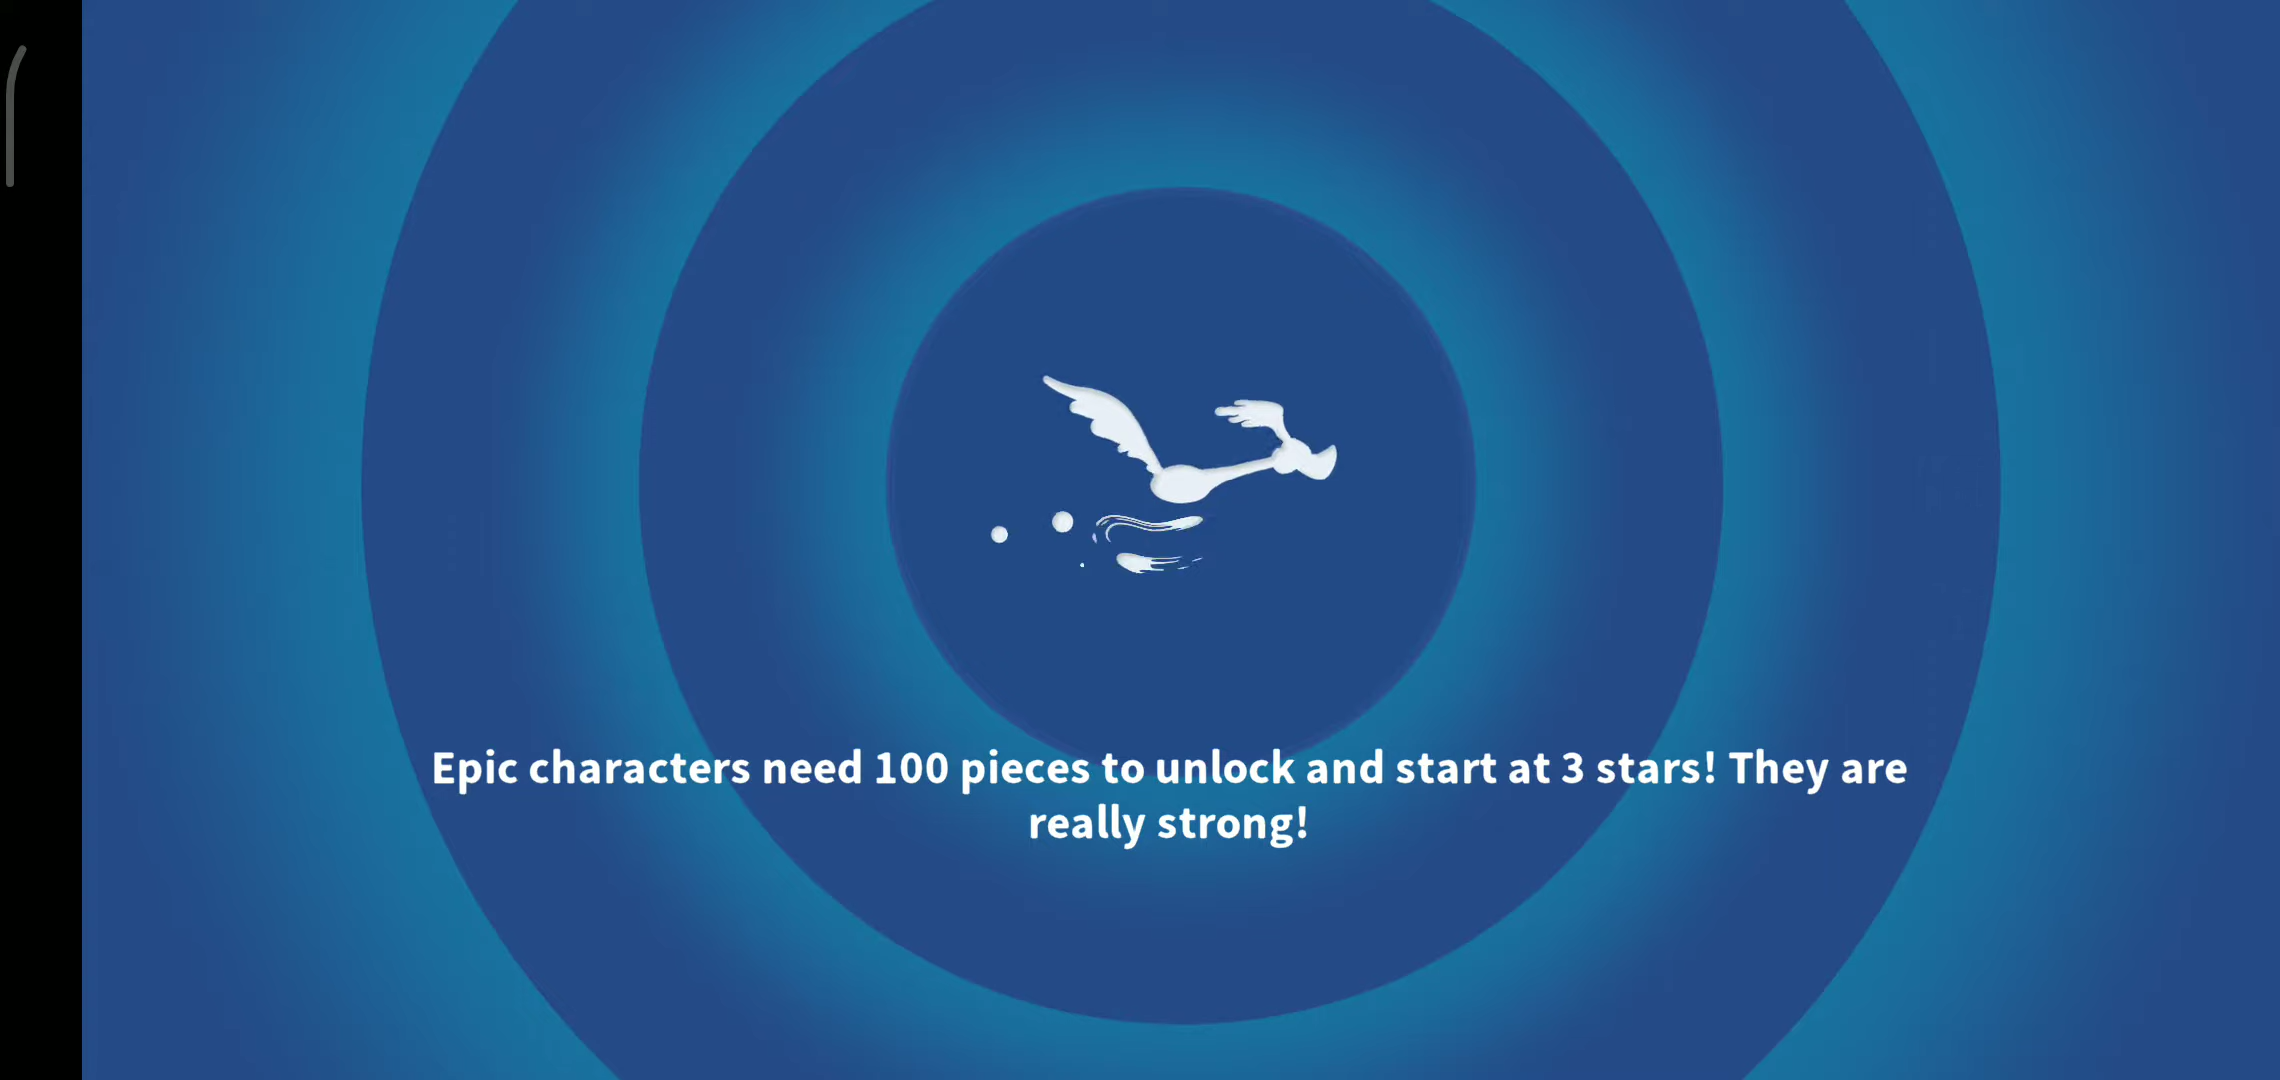 Epic characters need 100 pieces to unlock and start at 3 stars! They are
really strong!